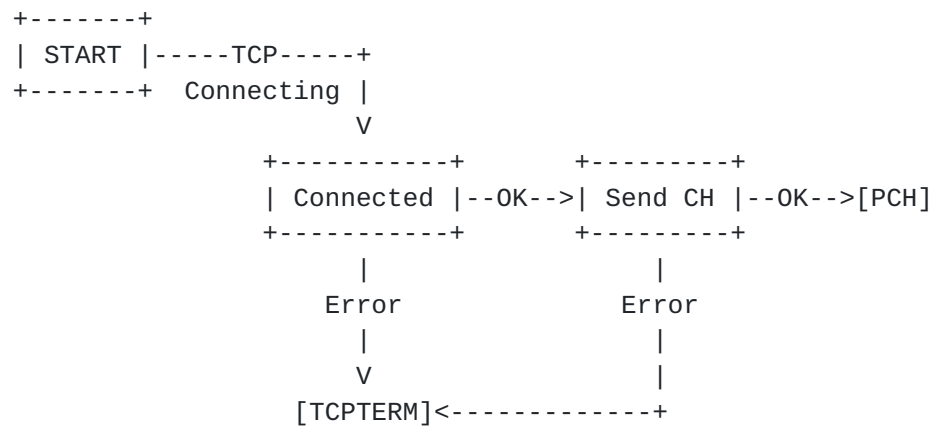 +-------+
| START |-----TCP-----+
+-------+  Connecting |
                      V
                +-----------+       +---------+
                | Connected |--OK-->| Send CH |--OK-->[PCH]
                +-----------+       +---------+
                      |                  |
                    Error              Error
                      |                  |
                      V                  |
                  [TCPTERM]<-------------+